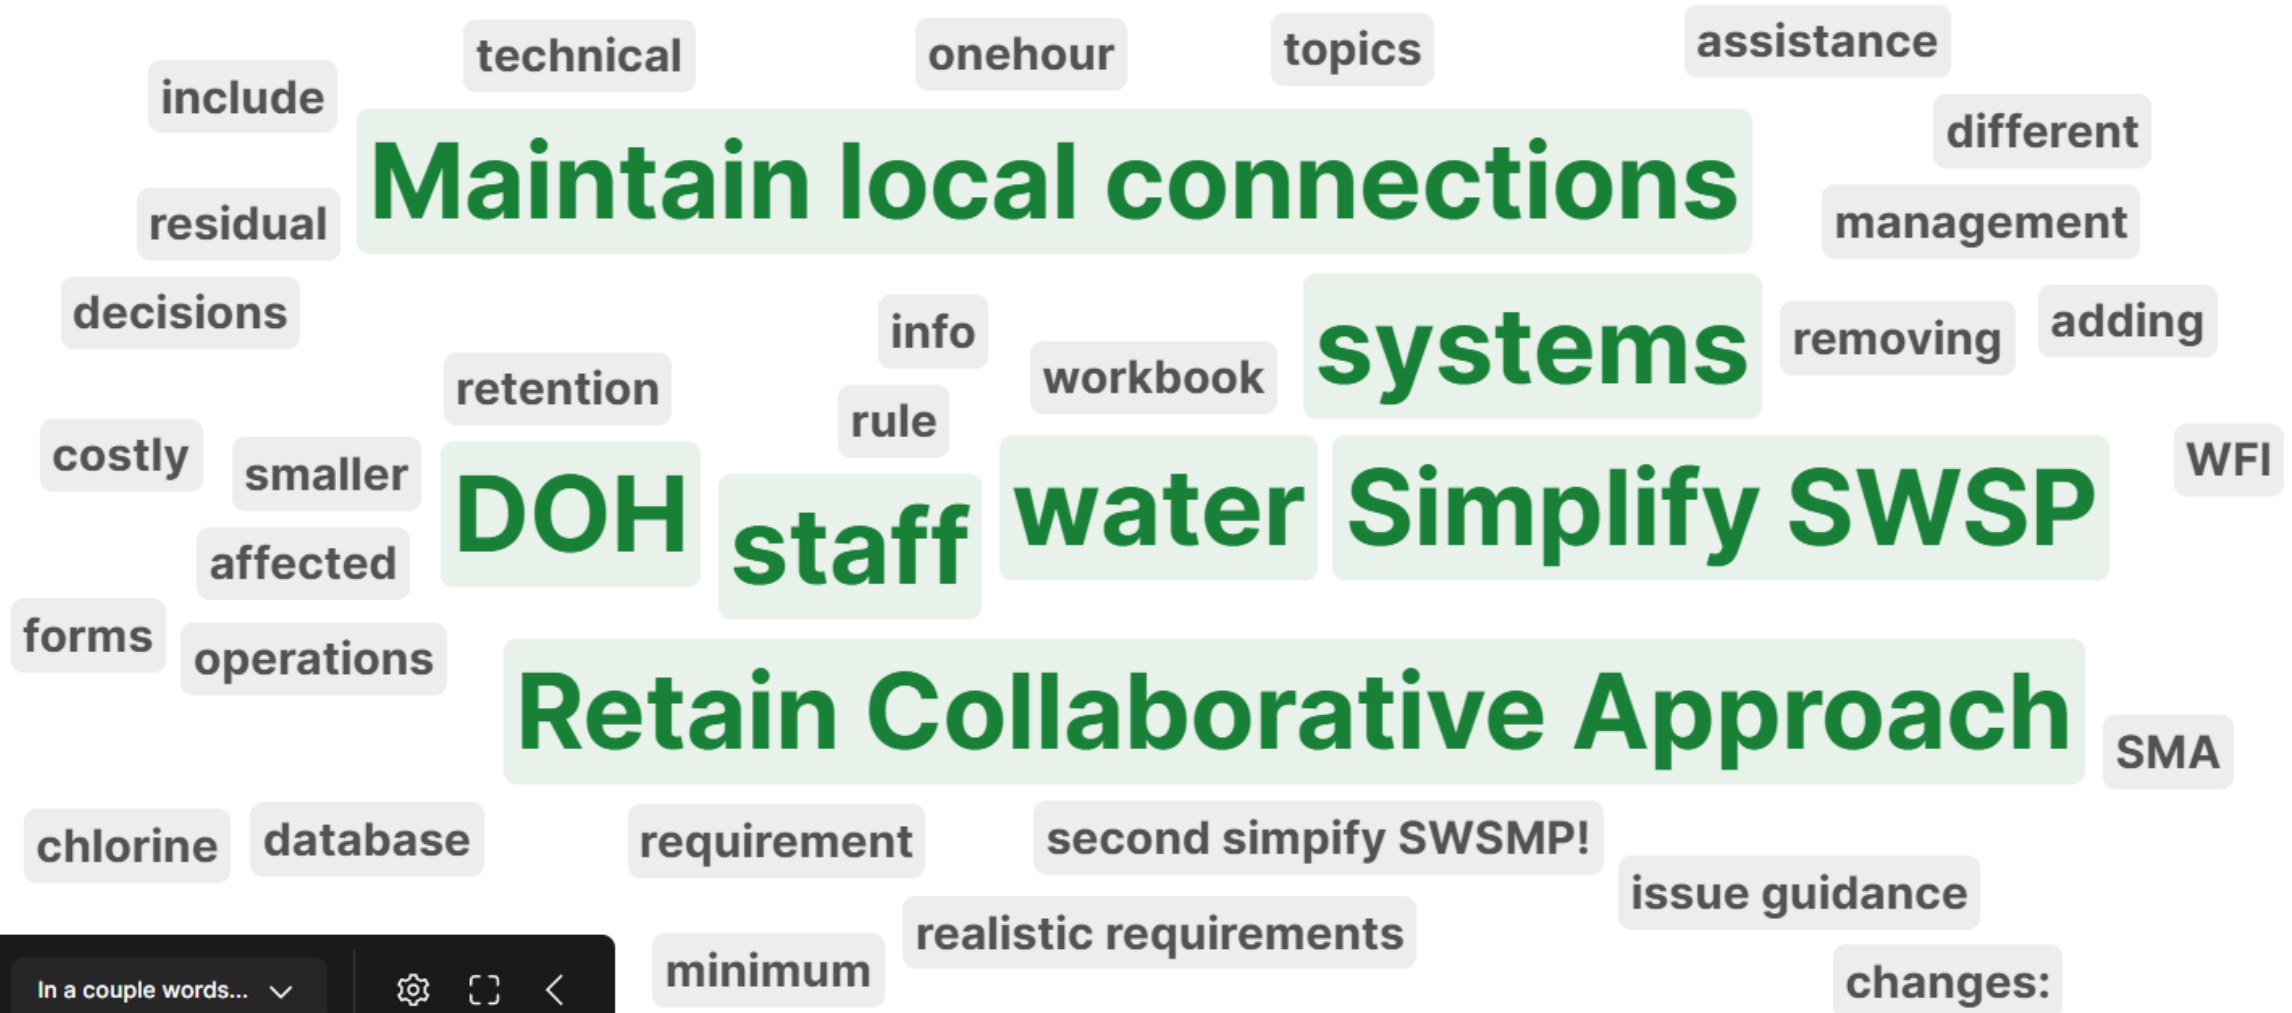 technical
onehour
topics
assistance
include
different
Maintain local connections
residual
management
decisions
info
systems
removing
adding
retention
workbook
rule
costly
smaller
DOH
staff
water
Simplify SWSP
WFI
affected
forms
operations
Retain Collaborative Approach
SMA
chlorine
database
requirement
second simpify SWSMP!
issue guidance
realistic requirements
minimum
changes:
In a couple words...